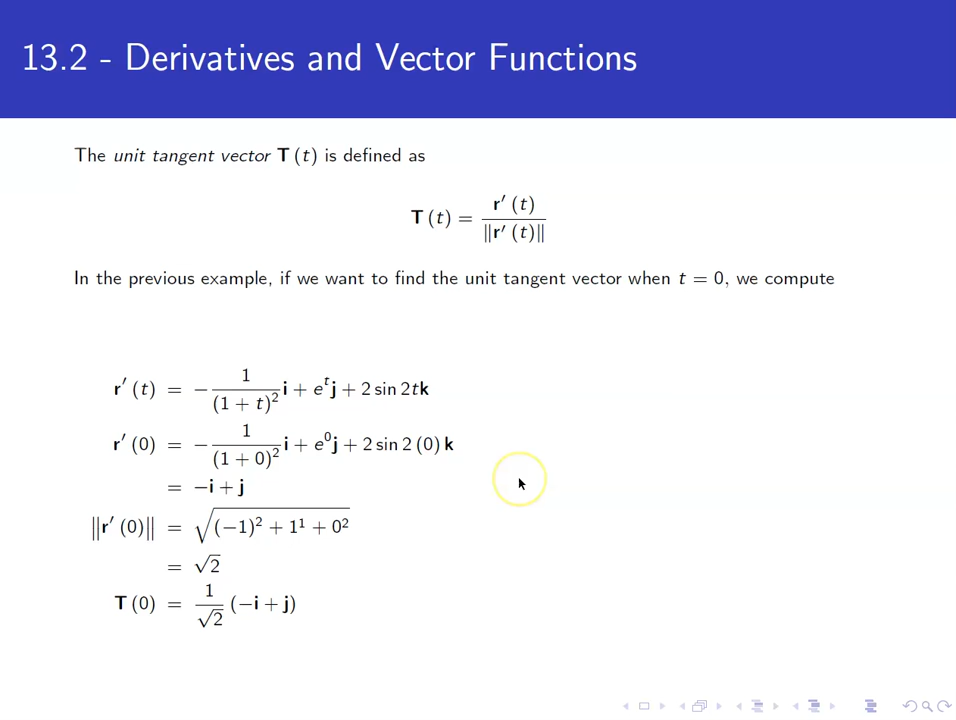 13.2 - Derivatives and Vector Functions
The unit tangent vector T (t) is defined as
T (t) = r′ (t) / ‖r′ (t)‖
In the previous example, if we want to find the unit tangent vector when t = 0, we compute
r′ (t) = − 1/(1 + t)² i + eᵗ j + 2 sin 2t k
r′ (0) = − 1/(1 + 0)² i + e⁰ j + 2 sin 2 (0) k
= −i + j
‖r′ (0)‖ = √((−1)² + 1¹ + 0²)
= √2
T (0) = 1/√2 (−i + j)